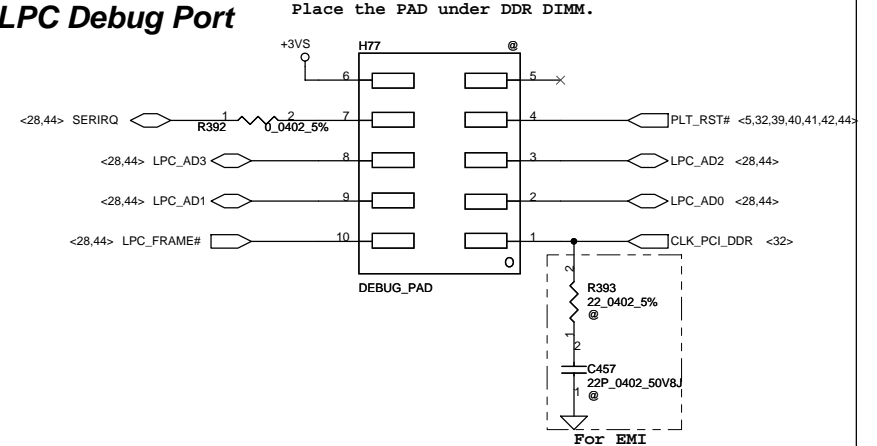 LPC Debug Port
Place the PAD under DDR DIMM.
+3VS
H77
@
6
5
<28,44> SERIRQ
1
2
7
R392
0_0402_5%
4
PLT_RST# <5,32,39,40,41,42,44>
<28,44> LPC_AD3
8
3
LPC_AD2 <28,44>
<28,44> LPC_AD1
9
2
LPC_AD0 <28,44>
<28,44> LPC_FRAME#
10
1
CLK_PCI_DDR <32>
DEBUG_PAD
2
R393
22_0402_5%
@
1
2
C457
22P_0402_50V8J
@
1
For EMI